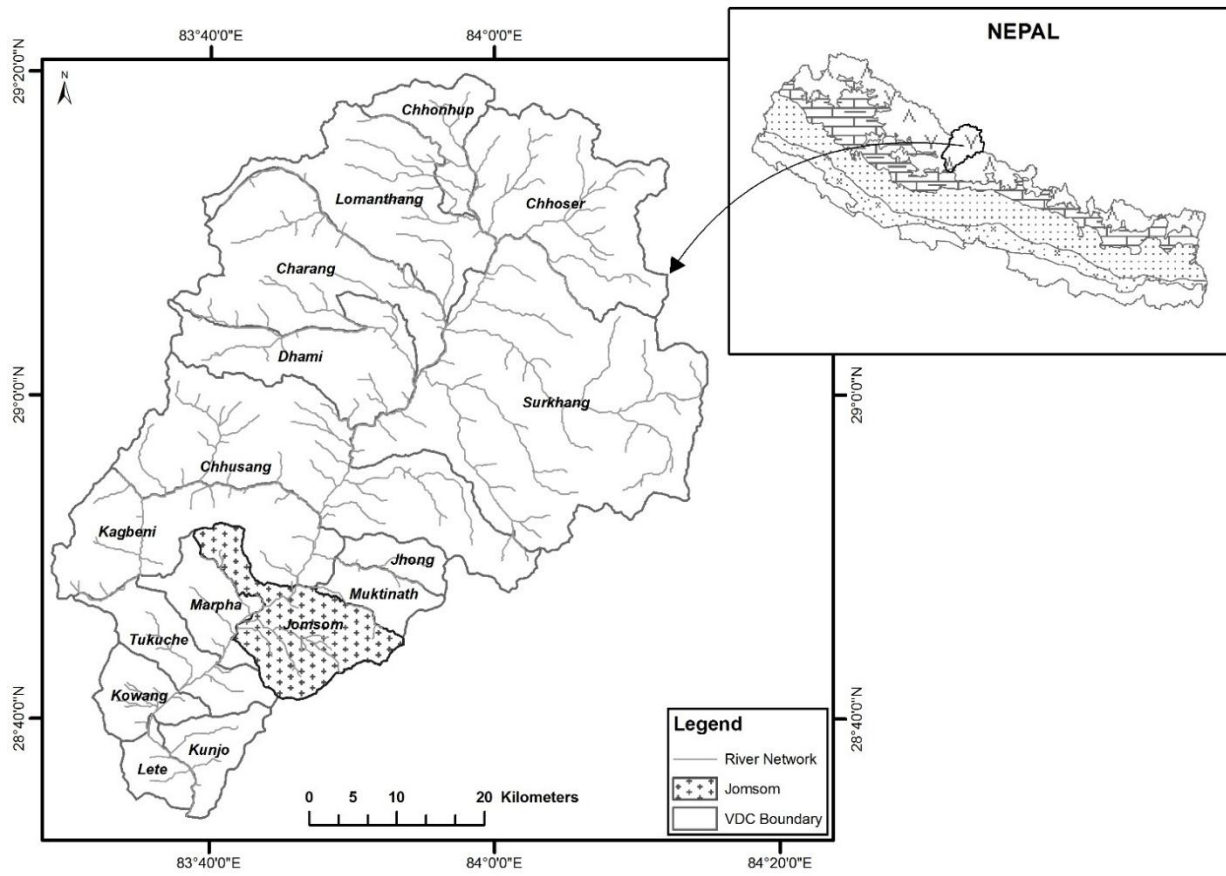 83°40'0"E
84°0'0"E
NEPAL
29°20'0"N
N
Chhonhup
Lomanthang
Chhoser
Charang
Dhami
29°0'0"N
Surkhang
29°0'0"N
Chhusang
Kagbeni
Jhong
Muktinath
Marpha
Jomsom
Tukuche
Kowang
28°40'0"N
28°40'0"N
Kunjo
Lete
Legend
River Network
Jomsom
VDC Boundary
0 5 10 20 Kilometers
83°40'0"E
84°0'0"E
84°20'0"E